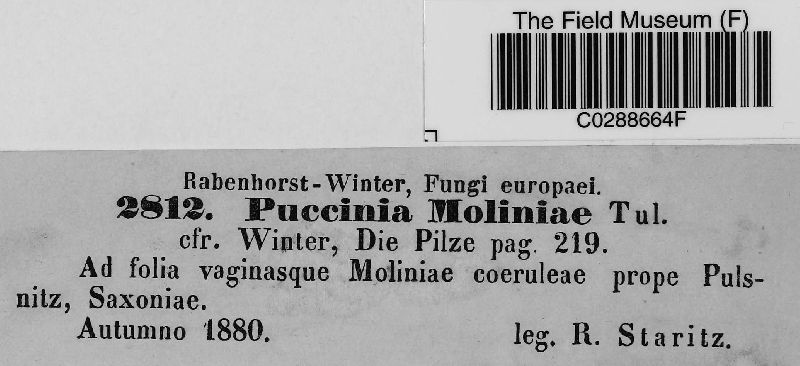 The Field Museum (F)
C0288664F
Rabenhorst-Winter, Fungi europaei.
2812. Puccinia Moliniae Tul.
cfr. Winter, Die Pilze pag. 219.
Ad folia vaginasque Moliniae coeruleae prope Puls-
nitz, Saxoniae.
Autumno 1880. leg. R. Staritz.